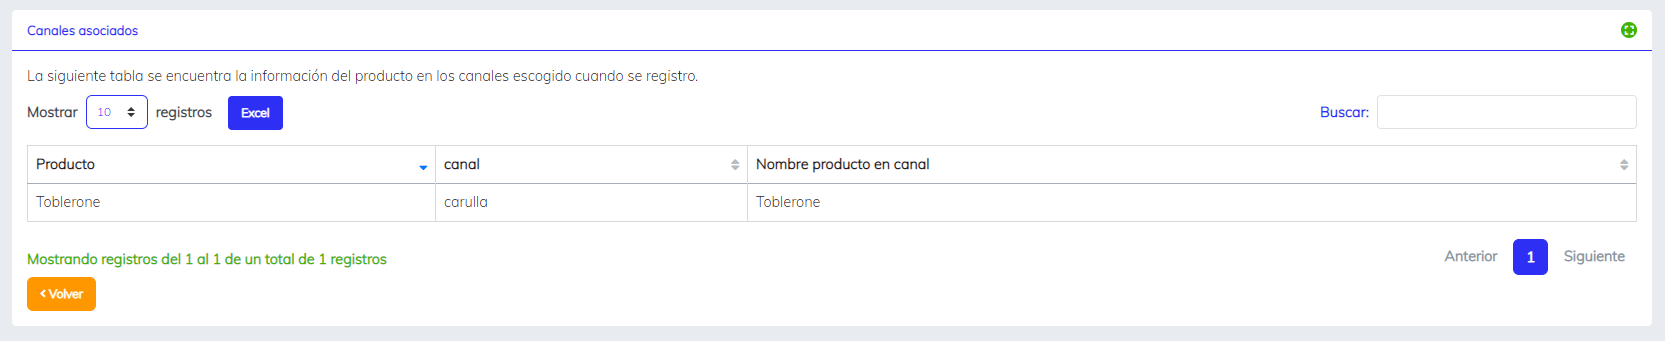 Canales asociados
La siguiente tabla se encuentra la información del producto en los canales escogido cuando se registro.
Mostrar 10 registros Excel Buscar:
Producto canal Nombre producto en canal
Toblerone carulla Toblerone
Mostrando registros del 1 al 1 de un total de 1 registros Anterior 1 Siguiente
Volver